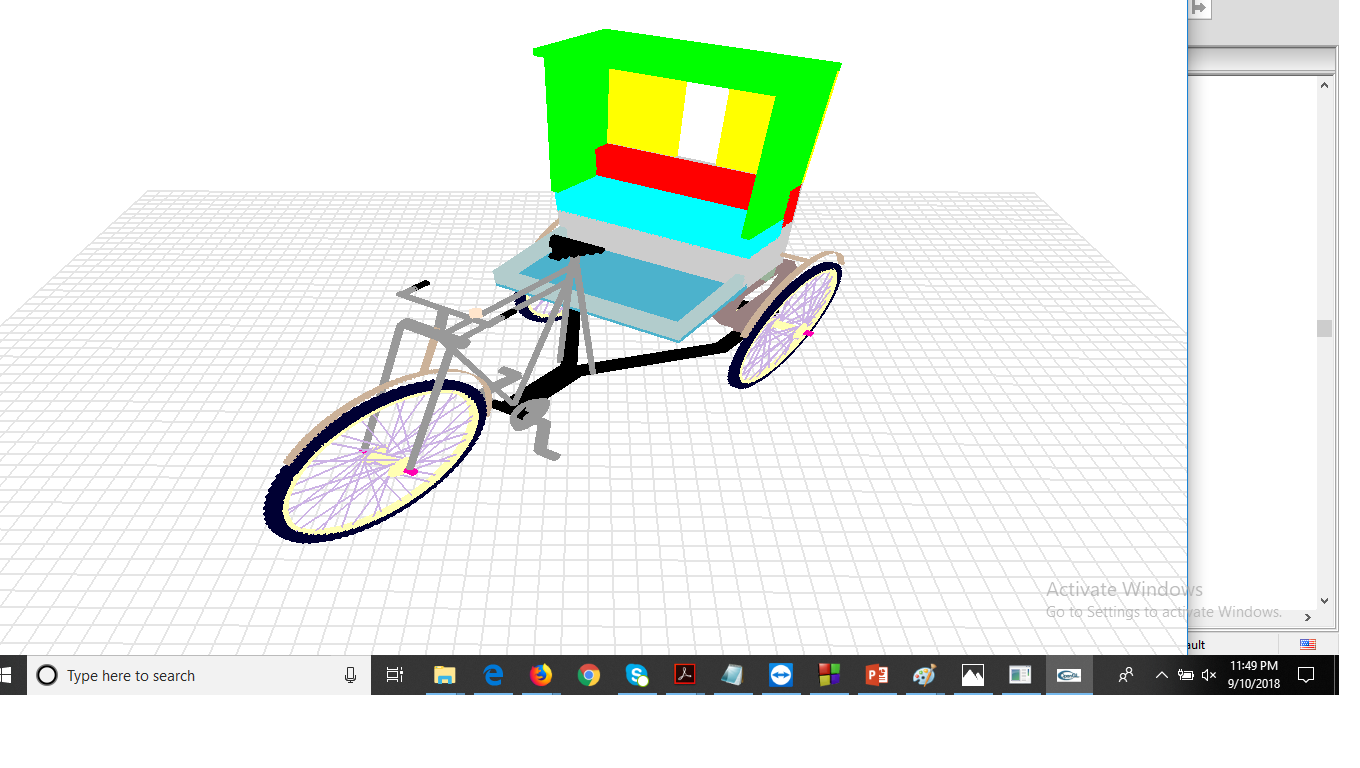 Activate Windows
Go to Settings to activate Windows.
ault
Type here to search
11:49 PM
9/10/2018
OpenGL